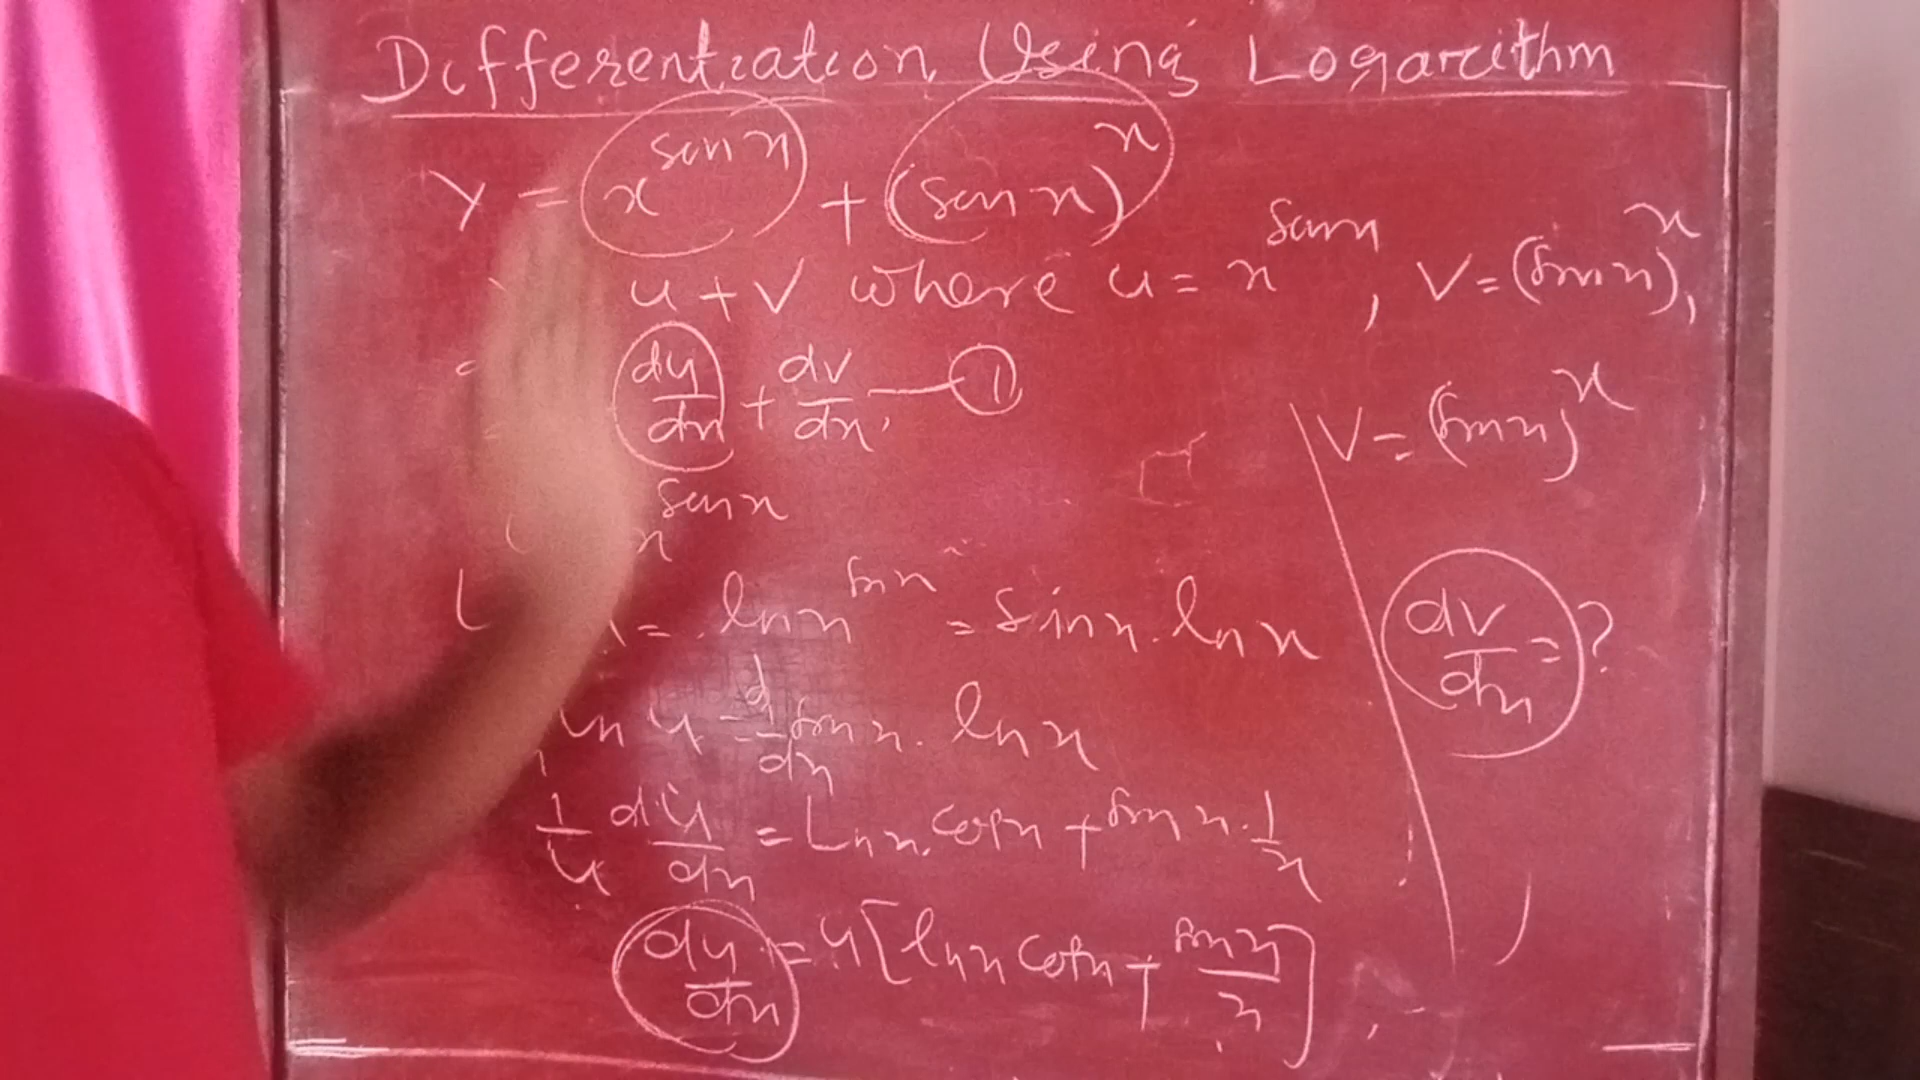 Differentiation Using Logarithm
y = x^sin x + (sin x)^x
u + v where u = x^sin x, v = (sin x)^x,
du/dx + dv/dx, — ①
x^sin x
= ln x^sin x = sin x . ln x
ln u = d/dx sin x . ln x
1/u du/dx = ln x . cos x + sin x . 1/x
du/dx = u [ln x cos x + sin x/x]
v = (sin x)^x
dv/dx = ?